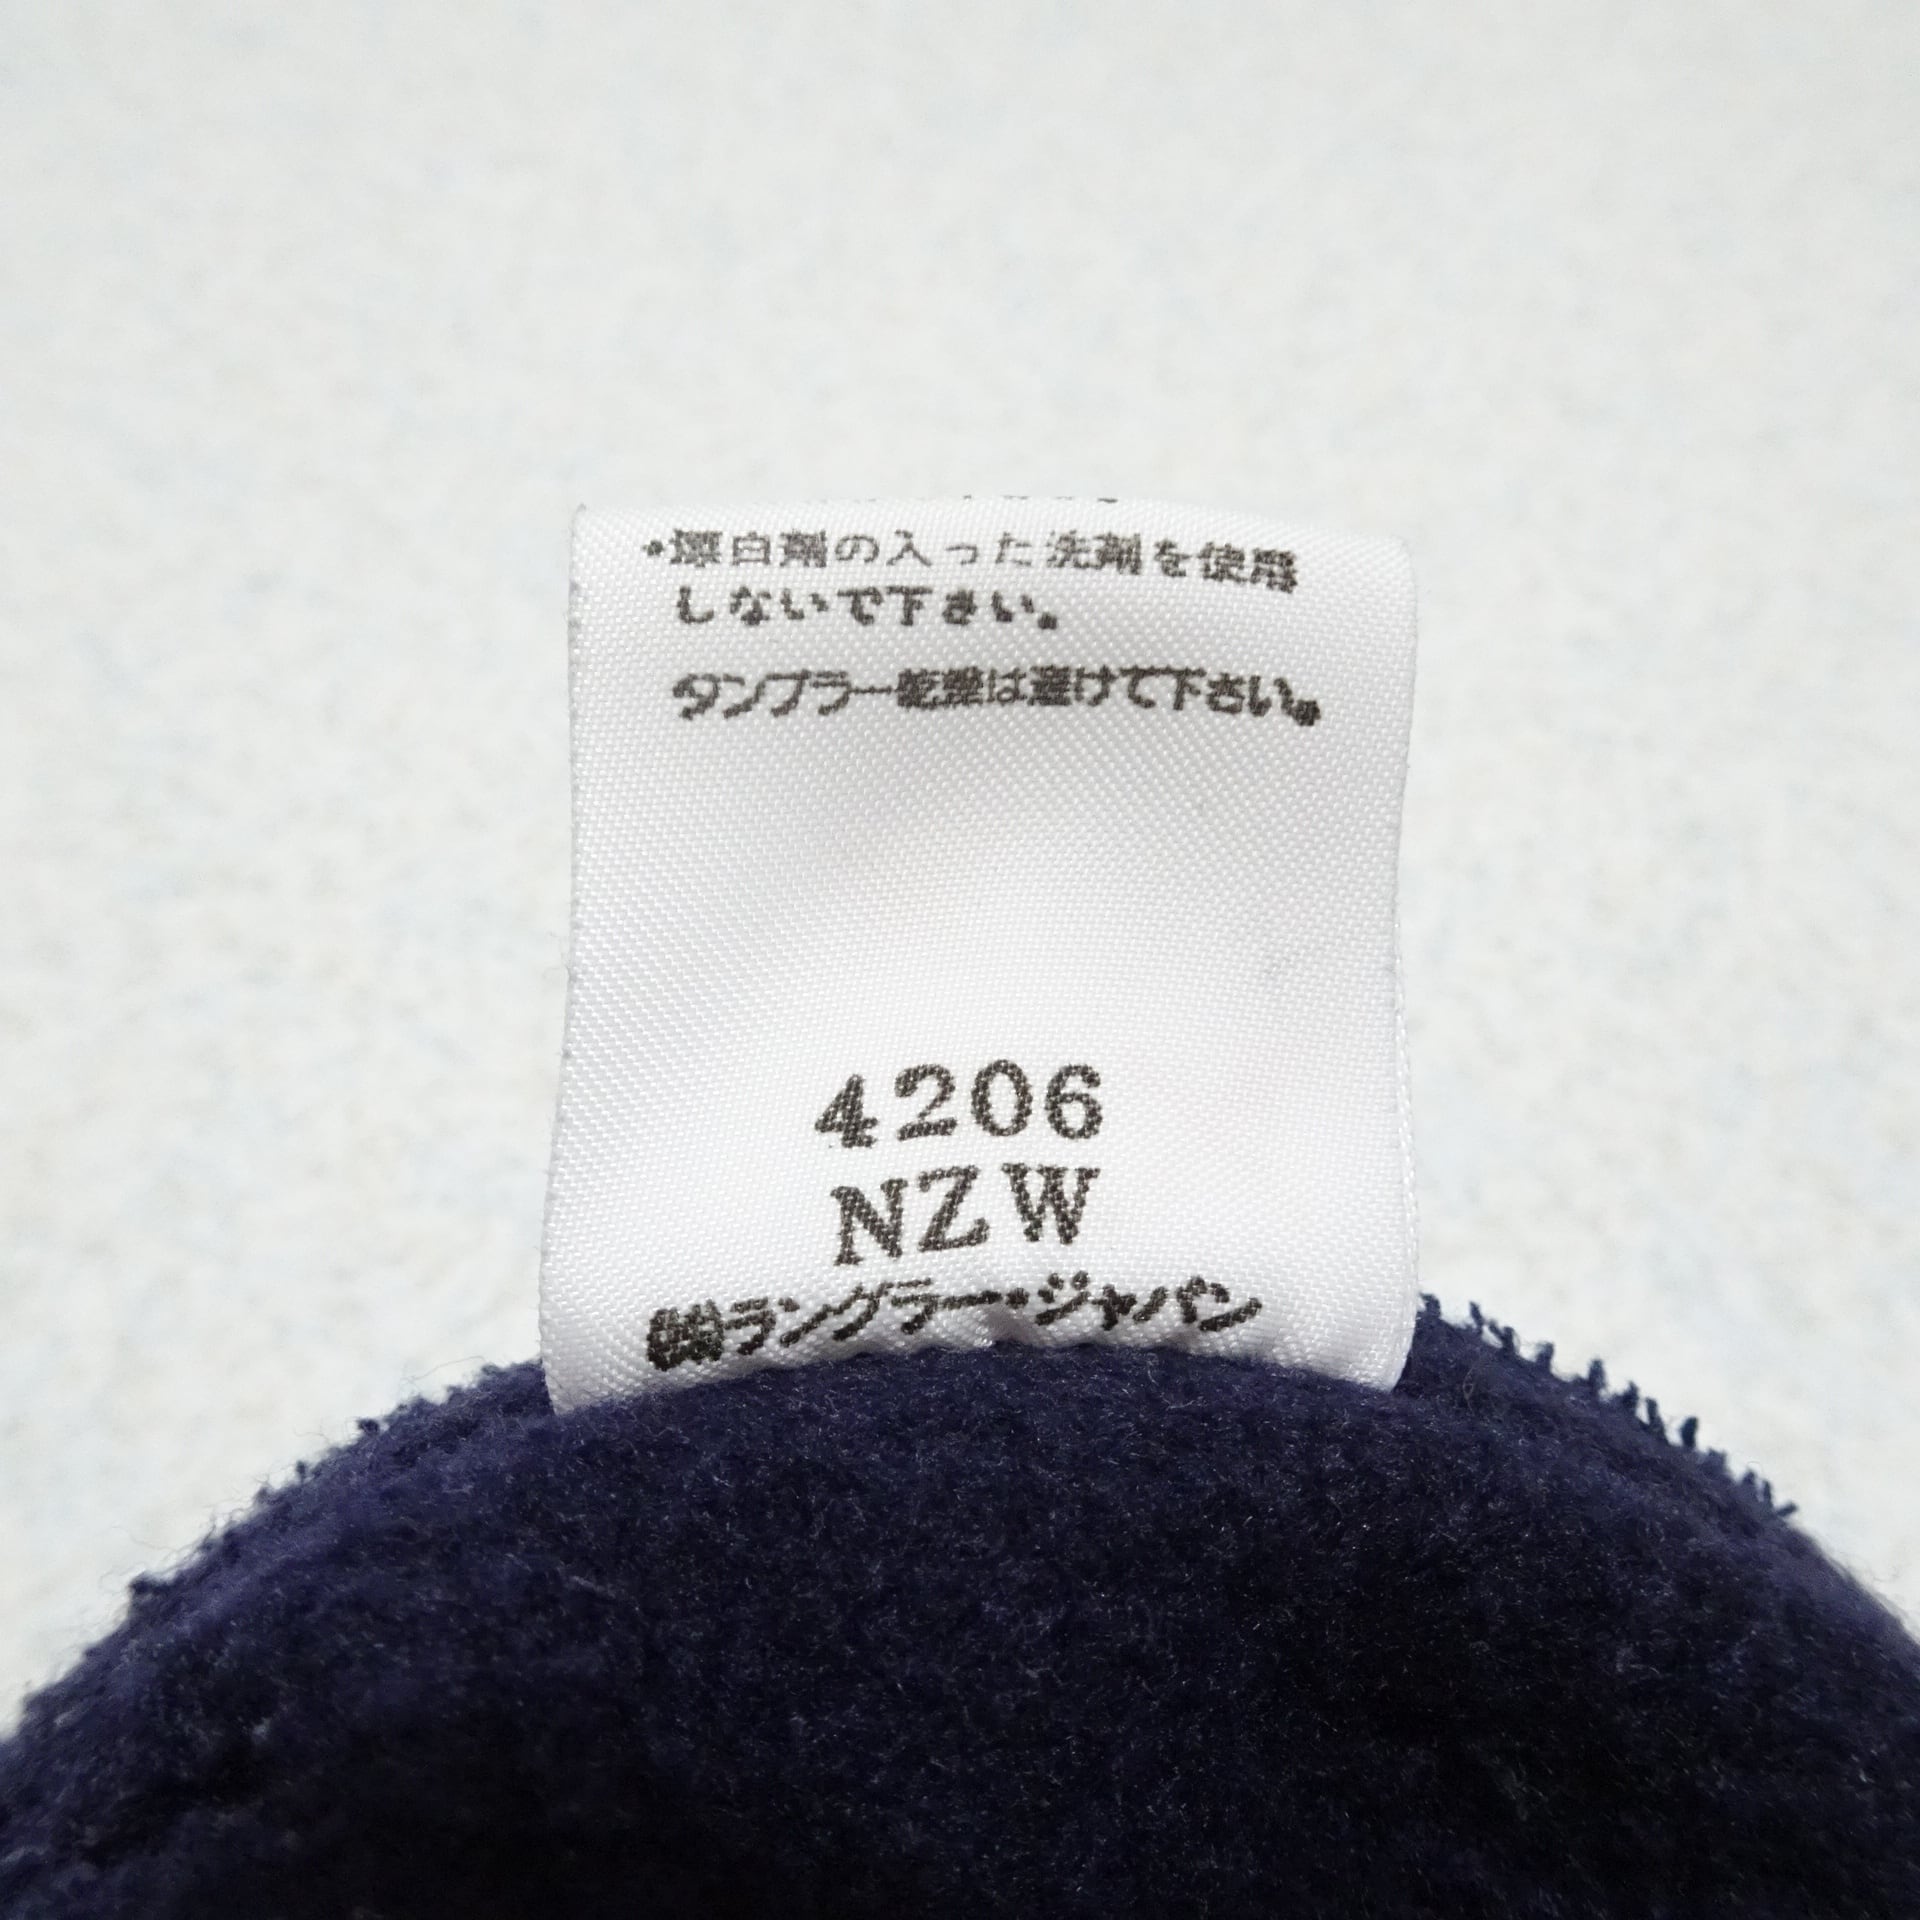 ・漂白剤の入った洗剤を使用
しないで下さい。
タンブラー乾燥は避けて下さい。
4206
NZW
㈱ラングラー・ジャパン